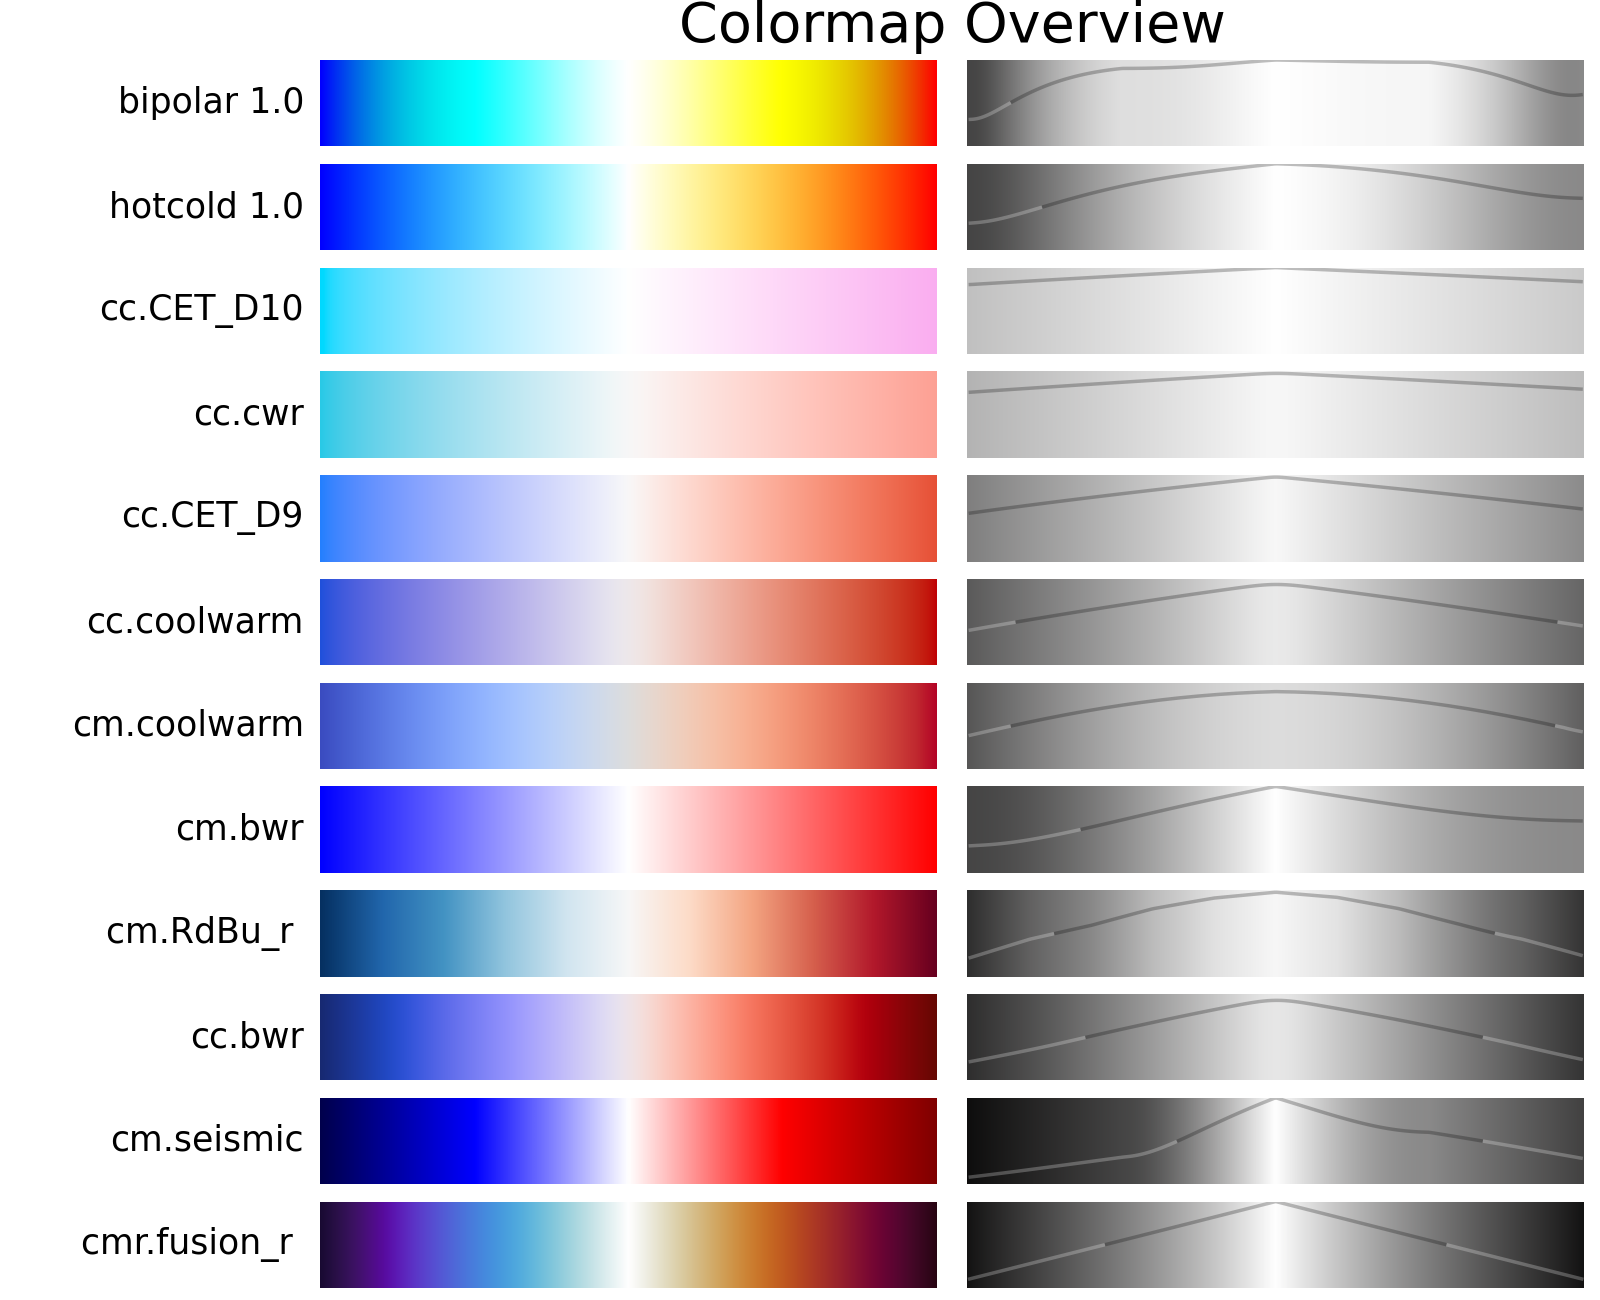 Colormap Overview
bipolar 1.0
hotcold 1.0
cc.CET_D10
cc.cwr
cc.CET_D9
cc.coolwarm
cm.coolwarm
cm.bwr
cm.RdBu_r
cc.bwr
cm.seismic
cmr.fusion_r